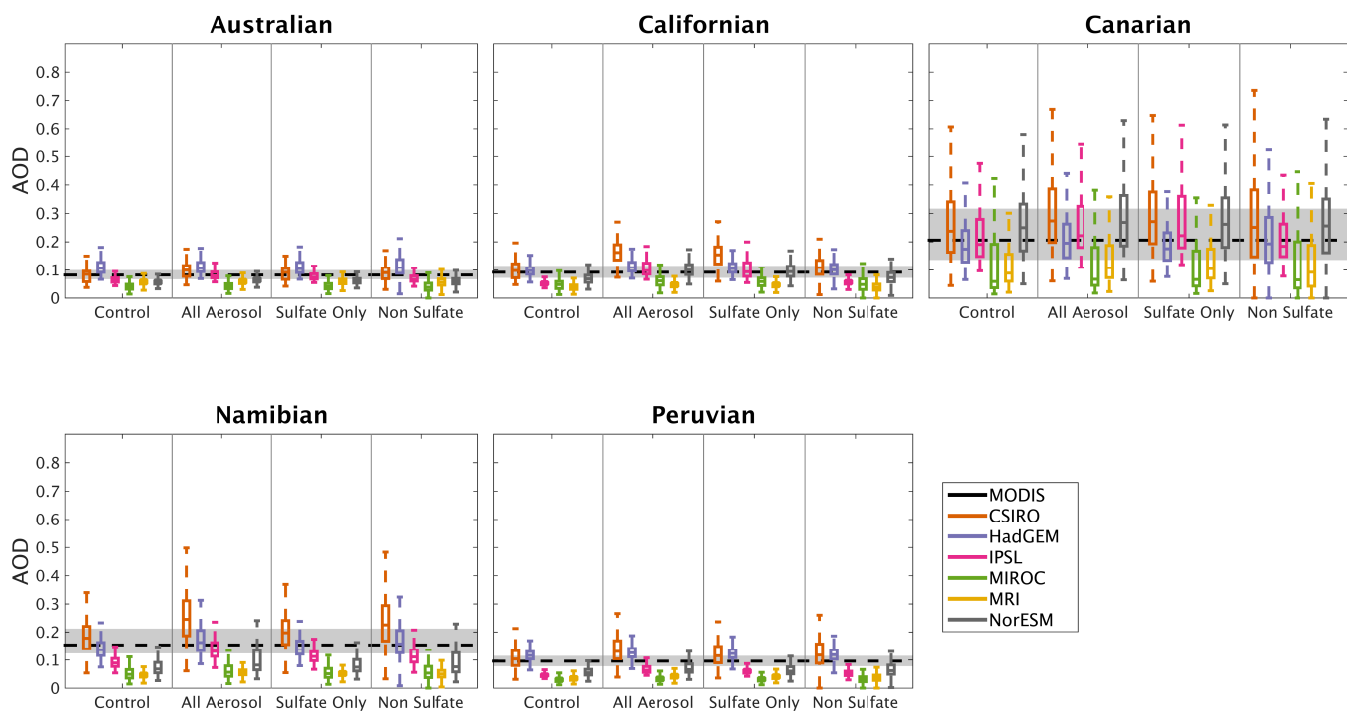 Australian
Californian
Canarian
AOD
0.8
0.7
0.6
0.5
0.4
0.3
0.2
0.1
0
Control All Aerosol Sulfate Only Non Sulfate
Control All Aerosol Sulfate Only Non Sulfate
Control All Aerosol Sulfate Only Non Sulfate
Namibian
Peruvian
AOD
0.8
0.7
0.6
0.5
0.4
0.3
0.2
0.1
0
Control All Aerosol Sulfate Only Non Sulfate
Control All Aerosol Sulfate Only Non Sulfate
MODIS
CSIRO
HadGEM
IPSL
MIROC
MRI
NorESM